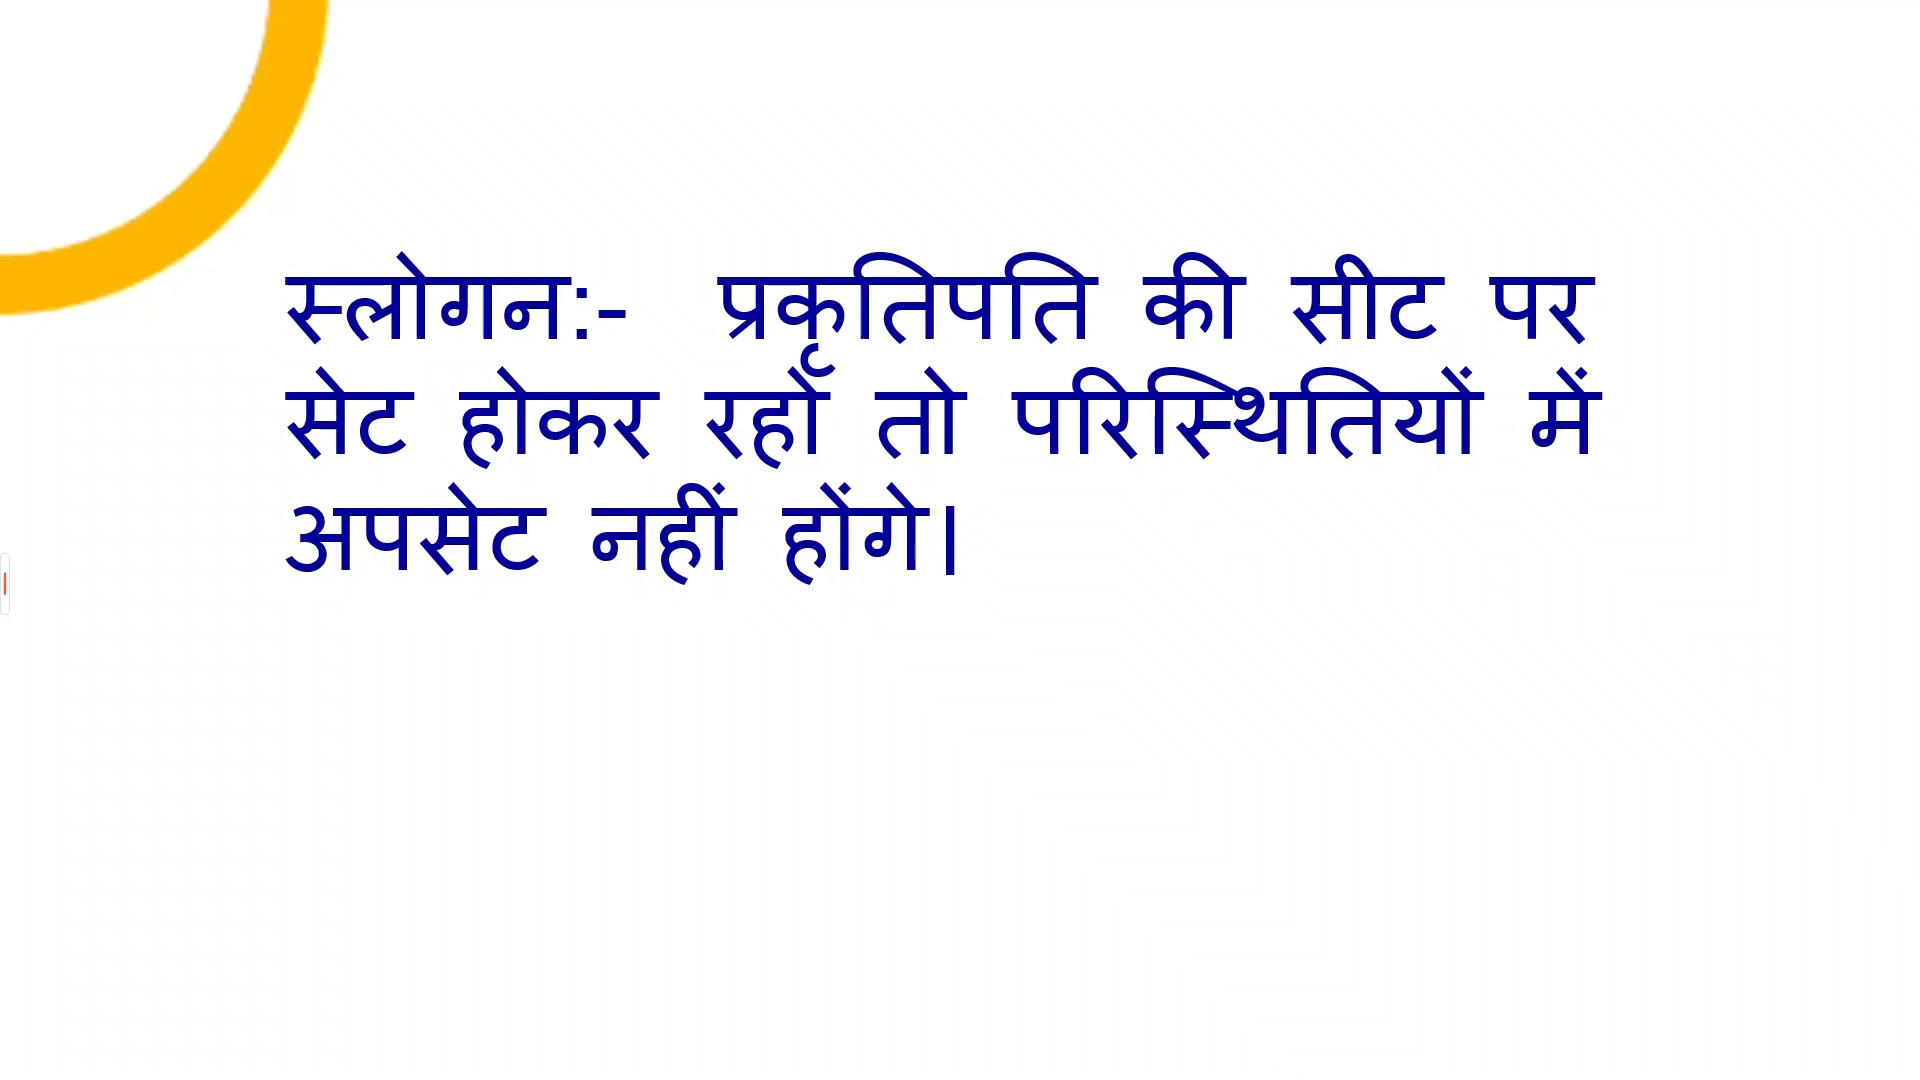 स्लोगन:- प्रकृतिपति की सीट पर
सेट होकर रहो तो परिस्थितियों में
अपसेट नहीं होंगे।